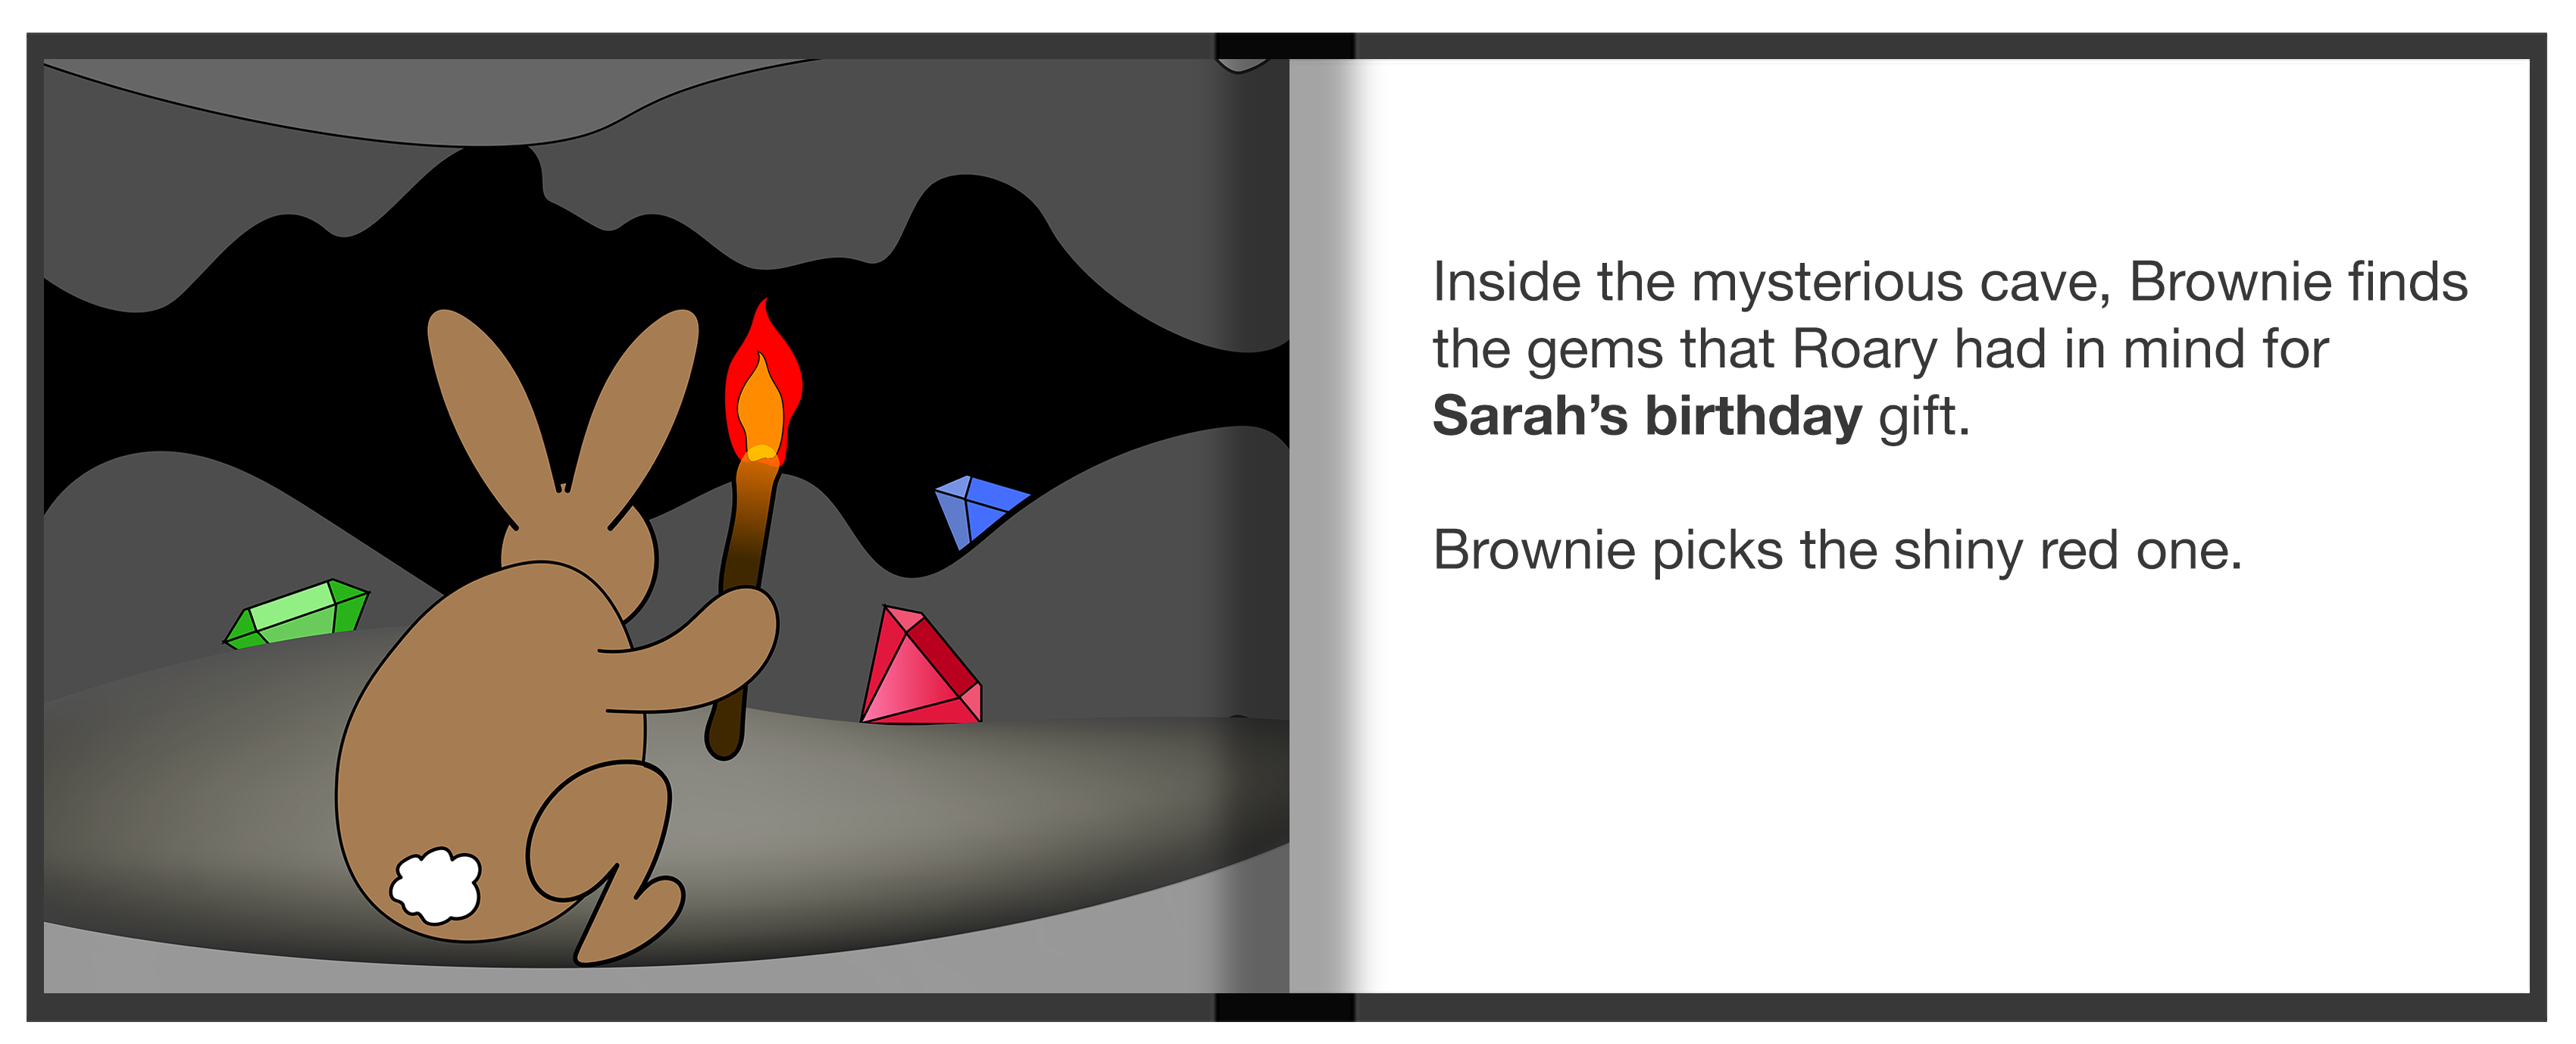 Inside the mysterious cave, Brownie finds
the gems that Roary had in mind for
Sarah’s birthday gift.
Brownie picks the shiny red one.